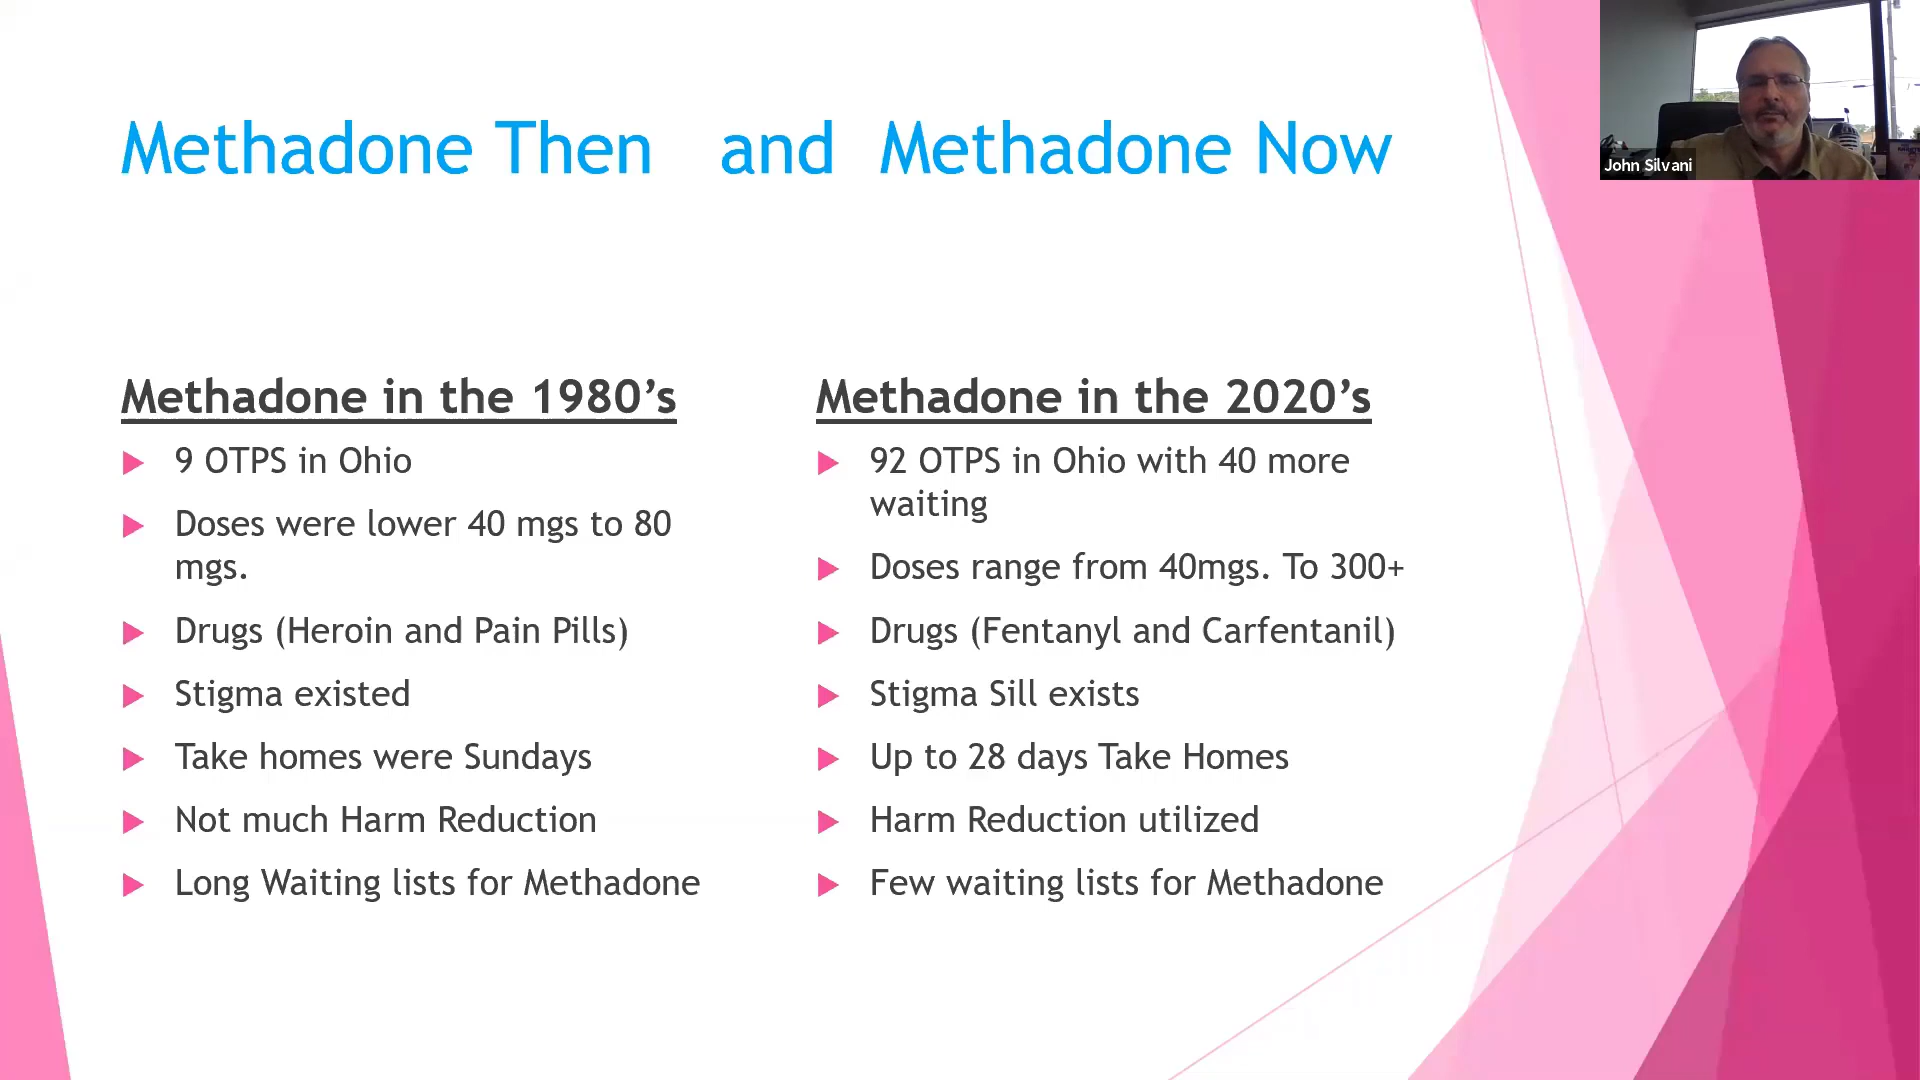 Methadone Then and Methadone Now
John Silvani
Methadone in the 1980's
9 OTPS in Ohio
Doses were lower 40 mgs to 80
mgs.
Drugs (Heroin and Pain Pills)
Stigma existed
Take homes were Sundays
Not much Harm Reduction
Long Waiting lists for Methadone
Methadone in the 2020's
92 OTPS in Ohio with 40 more
waiting
Doses range from 40mgs. To 300+
Drugs (Fentanyl and Carfentanil)
Stigma Sill exists
Up to 28 days Take Homes
Harm Reduction utilized
Few waiting lists for Methadone